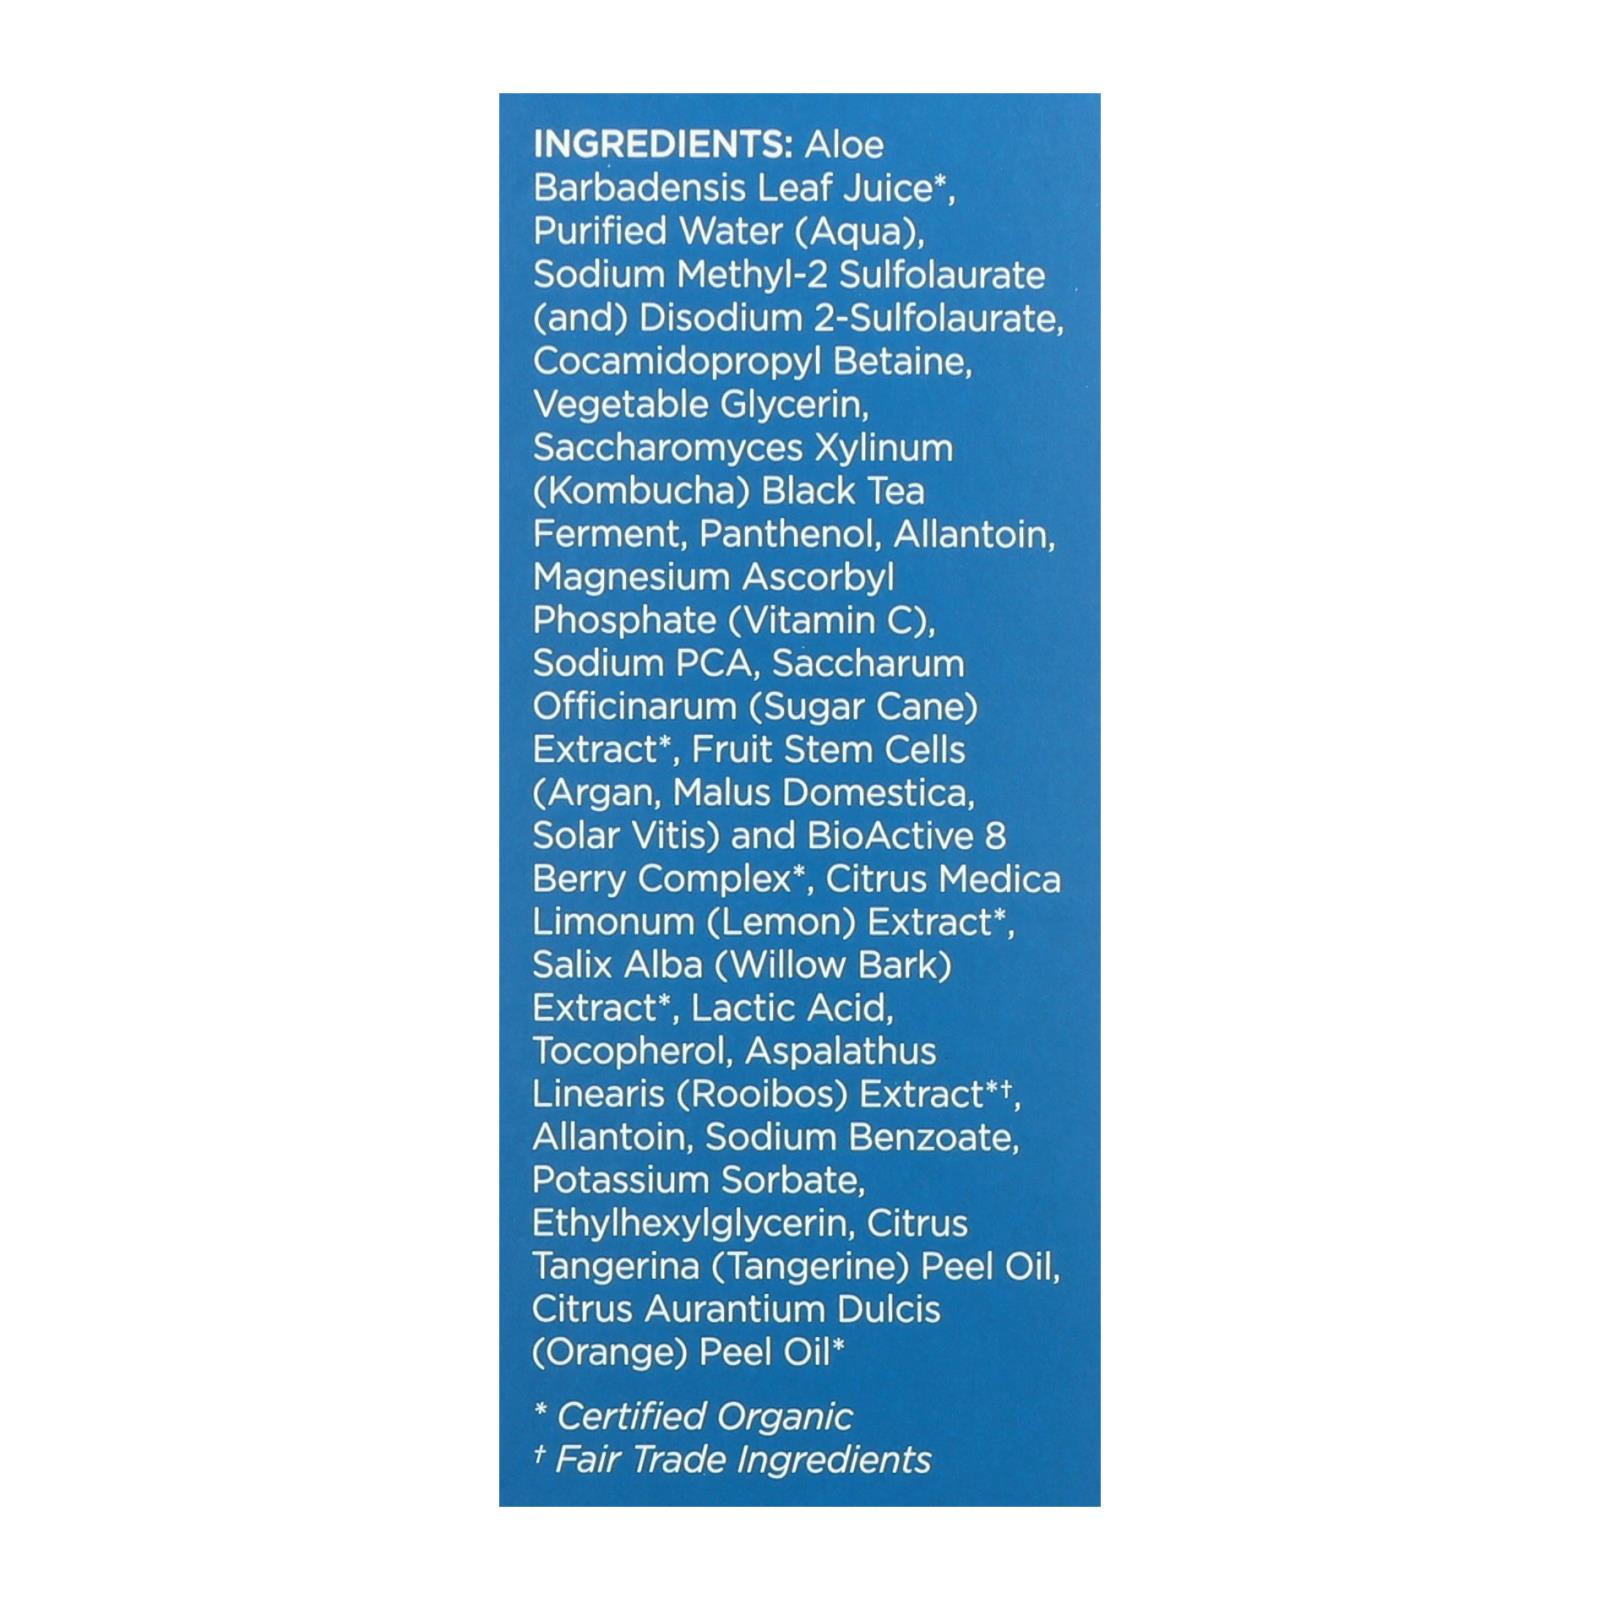 INGREDIENTS: Aloe
Barbadensis Leaf Juice*,
Purified Water (Aqua),
Sodium Methyl-2 Sulfolaurate
(and) Disodium 2-Sulfolaurate,
Cocamidopropyl Betaine,
Vegetable Glycerin,
Saccharomyces Xylinum
(Kombucha) Black Tea
Ferment, Panthenol, Allantoin,
Magnesium Ascorbyl
Phosphate (Vitamin C),
Sodium PCA, Saccharum
Officinarum (Sugar Cane)
Extract*, Fruit Stem Cells
(Argan, Malus Domestica,
Solar Vitis) and BioActive 8
Berry Complex*, Citrus Medica
Limonum (Lemon) Extract*,
Salix Alba (Willow Bark)
Extract*, Lactic Acid,
Tocopherol, Aspalathus
Linearis (Rooibos) Extract*†,
Allantoin, Sodium Benzoate,
Potassium Sorbate,
Ethylhexylglycerin, Citrus
Tangerina (Tangerine) Peel Oil,
Citrus Aurantium Dulcis
(Orange) Peel Oil*
* Certified Organic
† Fair Trade Ingredients